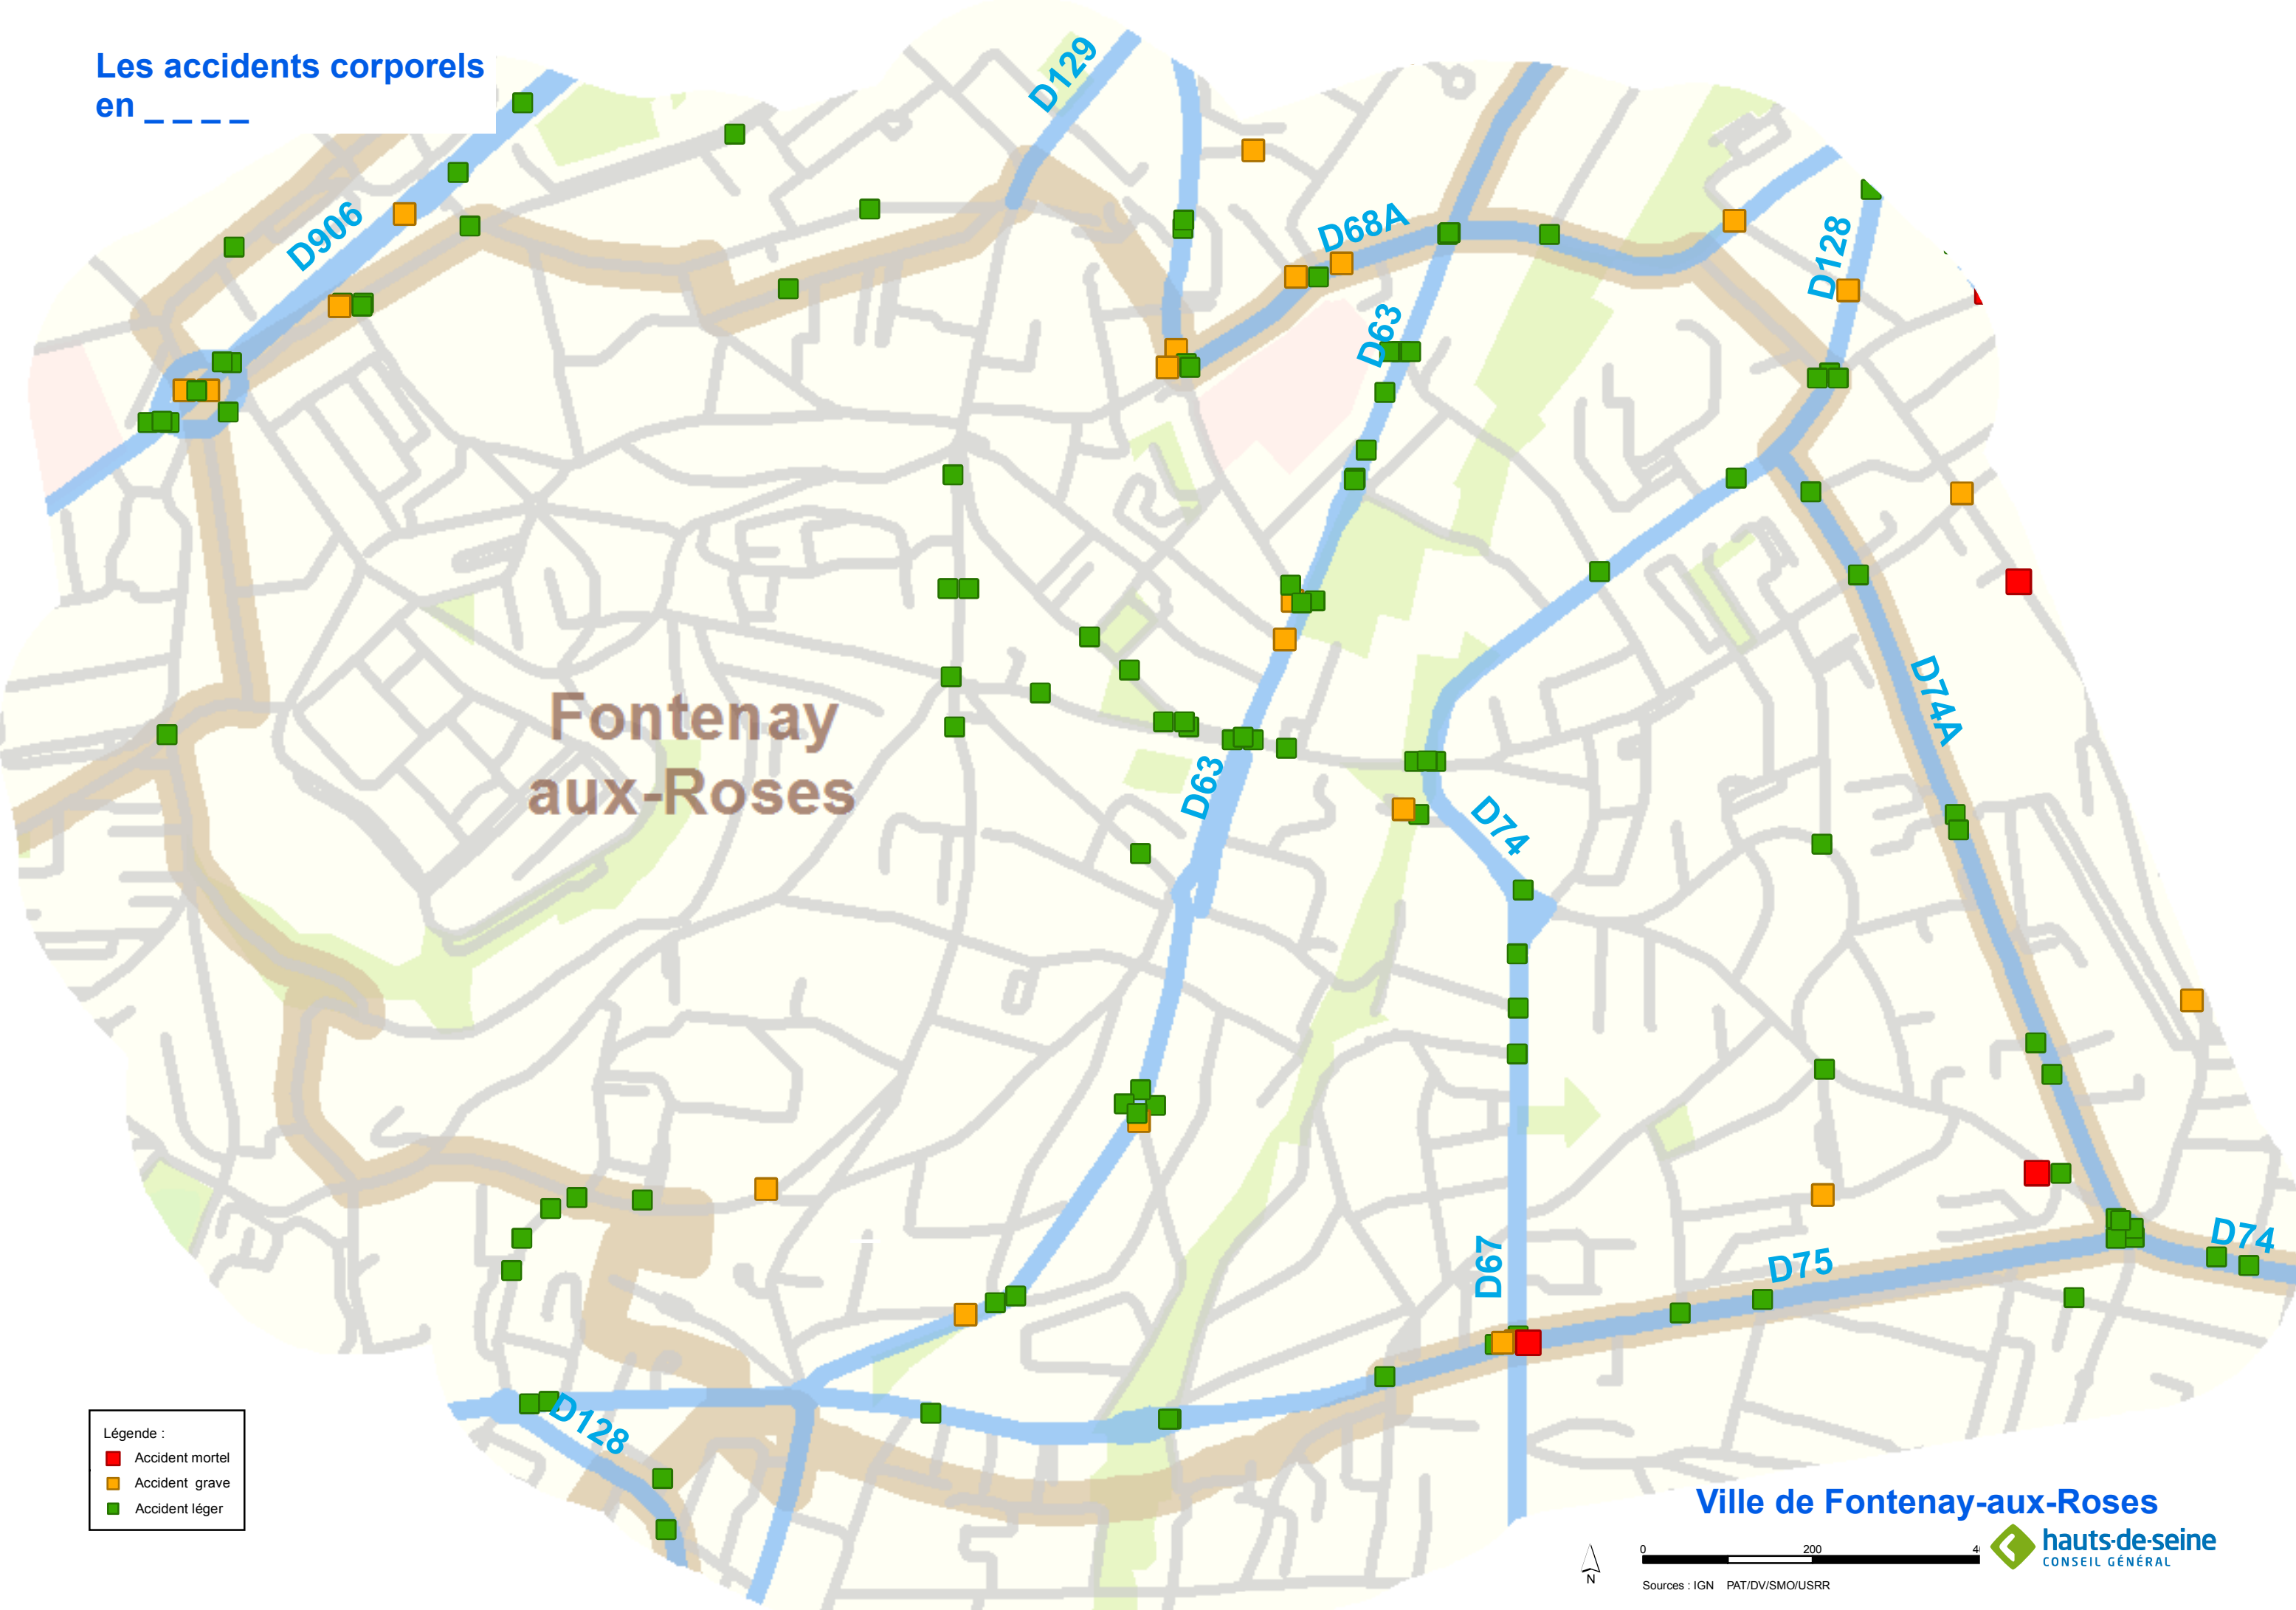 Les accidents corporels
en _ _ _ _
D129
D906
D68A
D128
D63
Fontenay
aux-Roses
D74A
D63
D74
D67
D75
D74
D128
Légende :
Accident mortel
Accident grave
Accident léger
Ville de Fontenay-aux-Roses
hauts-de-seine
CONSEIL GÉNÉRAL
0 200
N
Sources : IGN PAT/DV/SMO/USRR